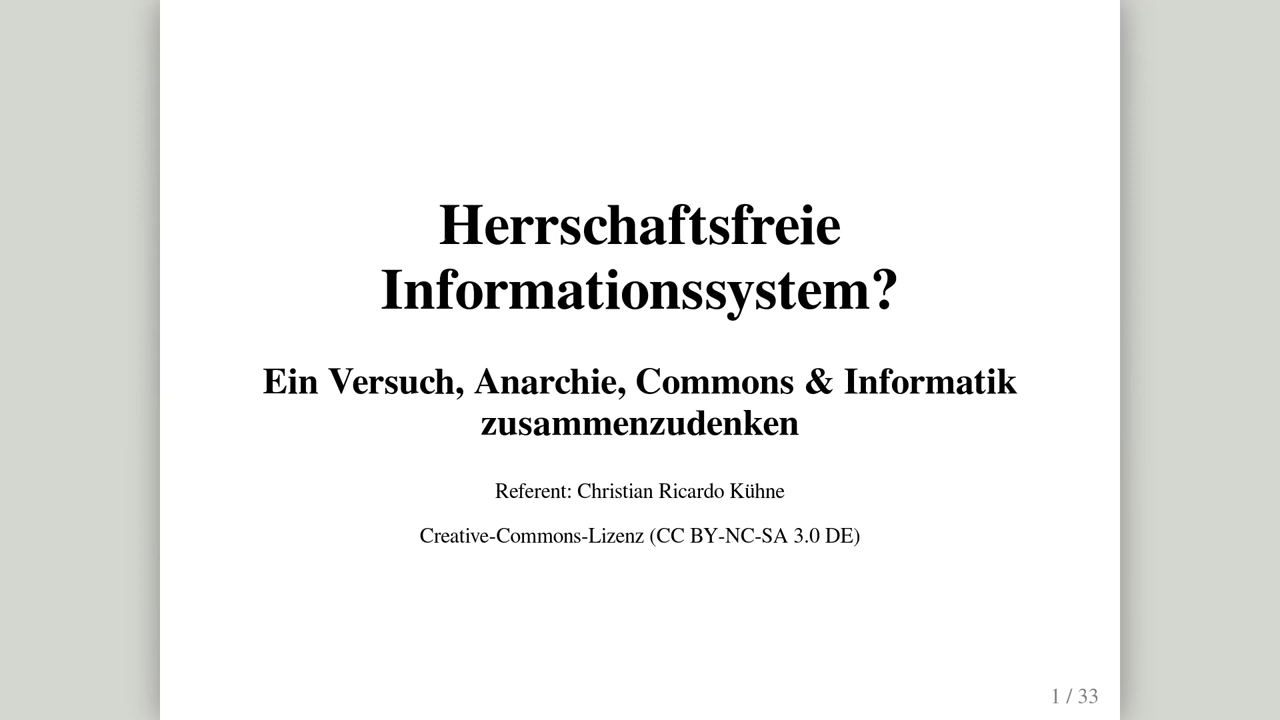 Herrschaftsfreie
Informationssystem?
Ein Versuch, Anarchie, Commons & Informatik
zusammenzudenken
Referent: Christian Ricardo Kühne
Creative-Commons-Lizenz (CC BY-NC-SA 3.0 DE)
1 / 33